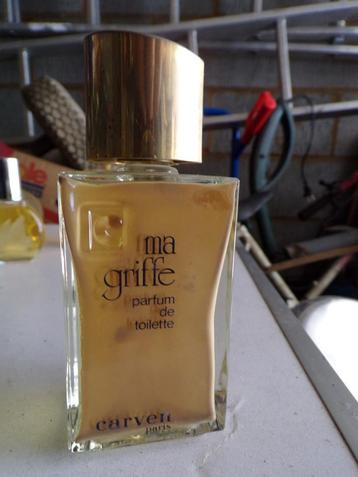 ma
griffe
parfum
de
toilette
carven
paris